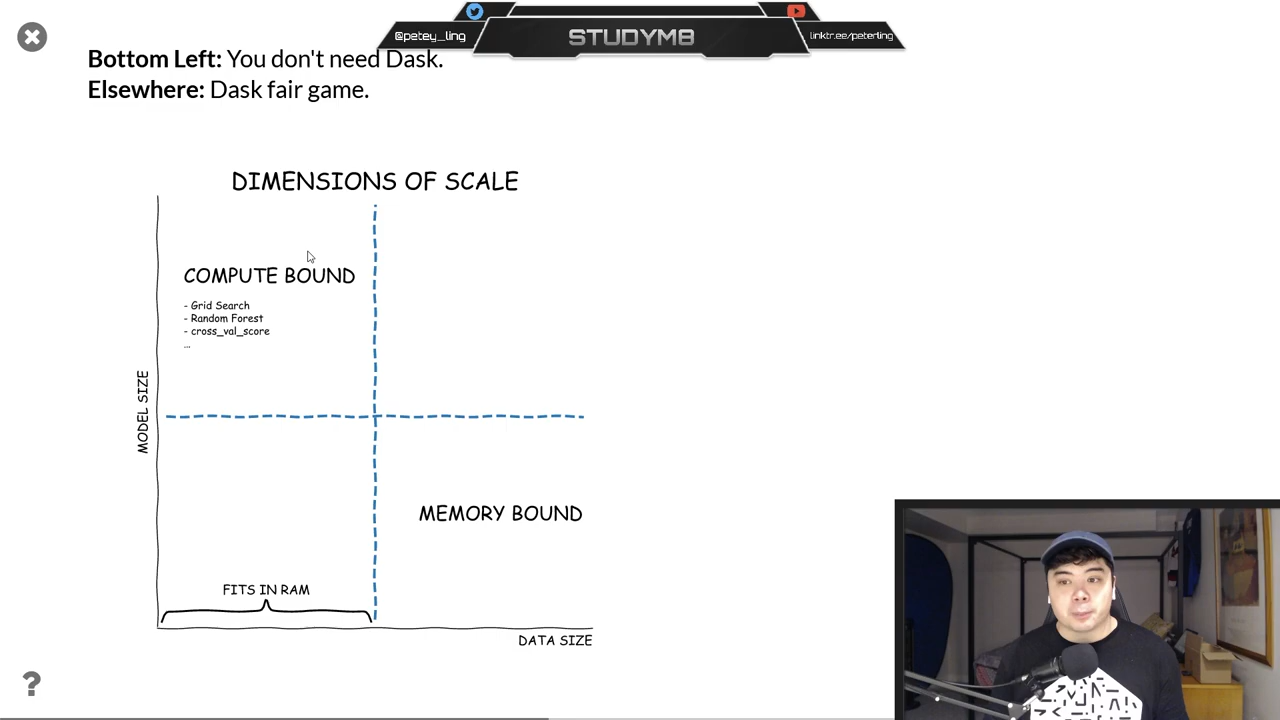 @petey_ling
STUDYM8
linktr.ee/peterling
Bottom Left: You don't need Dask.
Elsewhere: Dask fair game.
DIMENSIONS OF SCALE
COMPUTE BOUND
- Grid Search
- Random Forest
- cross_val_score
...
MODEL SIZE
MEMORY BOUND
FITS IN RAM
DATA SIZE
?